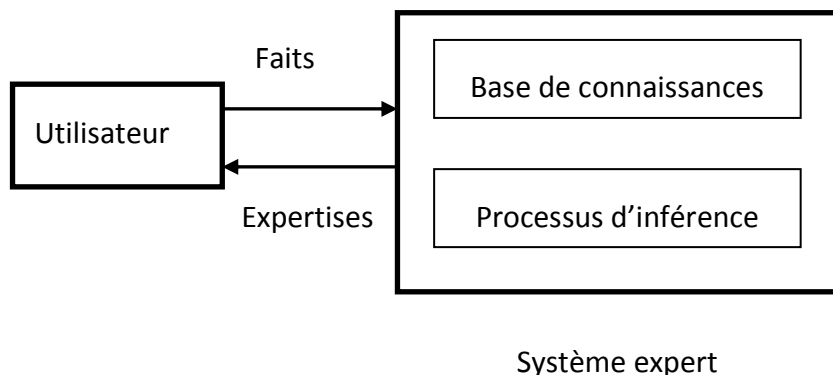 Faits
Base de connaissances
Utilisateur
Expertises
Processus d’inférence
Système expert